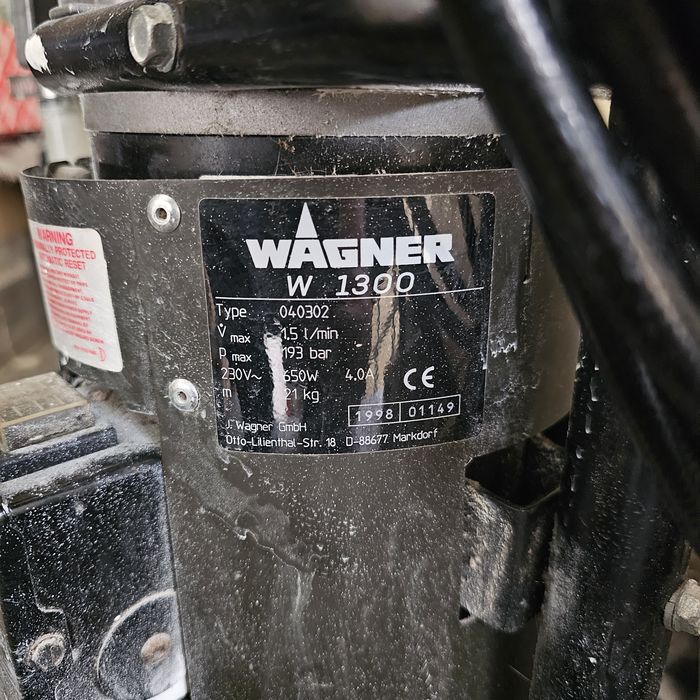 WAGNER
W 1300
Type 040302
V̇ max 1.5 l/min
p max 193 bar
230V~ 650W 4.0A CE
m 21 kg
1998 01149
J. Wagner GmbH
Otto-Lilienthal-Str. 18 D-88677 Markdorf
WARNING
PROTECTED
RESET